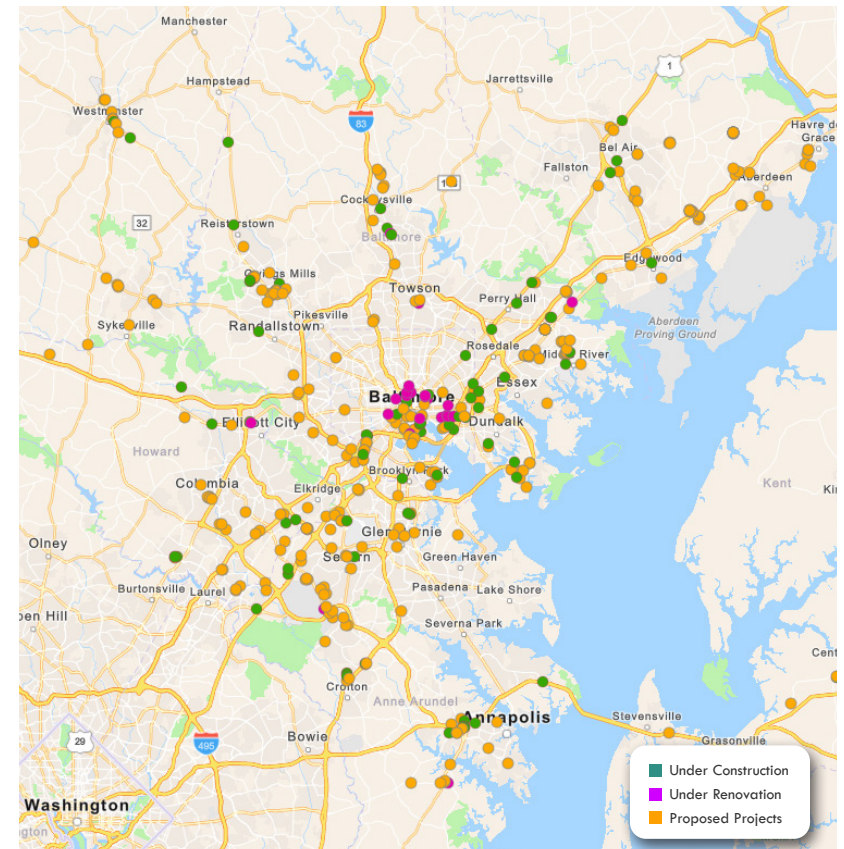 Manchester
Hampstead
Jarrettsville
1
Westminster
83
Havre de
Grace
Bel Air
Fallston
Aberdeen
Cockeysville
32
Reisterstown
Baltimore
Edgewood
Owings Mills
Towson
Perry Hall
Pikesville
Sykesville
Randallstown
Aberdeen
Proving Ground
Rosedale
Middle River
Essex
Baltimore
Ellicott City
Dundalk
Howard
Brooklyn Park
Columbia
Kent
Elkridge
Glen Burnie
Olney
Severn
Green Haven
Burtonsville
Laurel
Pasadena
Lake Shore
Severna Park
Crofton
Anne Arundel
Annapolis
Stevensville
Bowie
29
495
Grasonville
Under Construction
Washington
Under Renovation
Proposed Projects